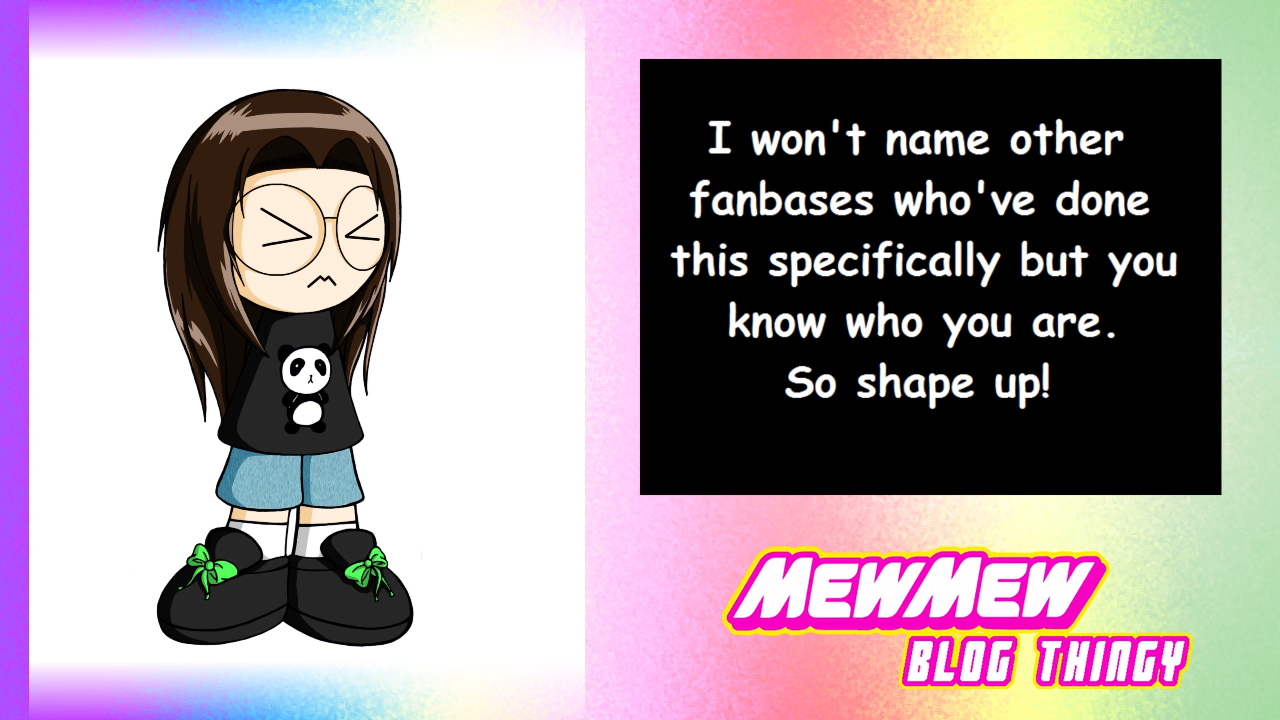 I won't name other
fanbases who've done
this specifically but you
know who you are.
So shape up!
MEWMEW
BLOG THINGY